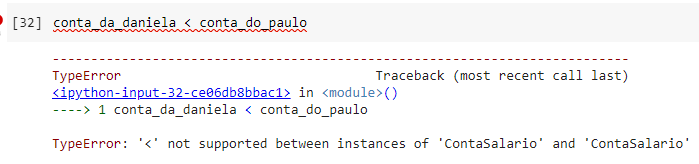 [32] conta_da_daniela < conta_do_paulo
---------------------------------------------------------------------------
TypeError                                 Traceback (most recent call last)
<ipython-input-32-ce06db8bbac1> in <module>()
----> 1 conta_da_daniela < conta_do_paulo
TypeError: '<' not supported between instances of 'ContaSalario' and 'ContaSalario'